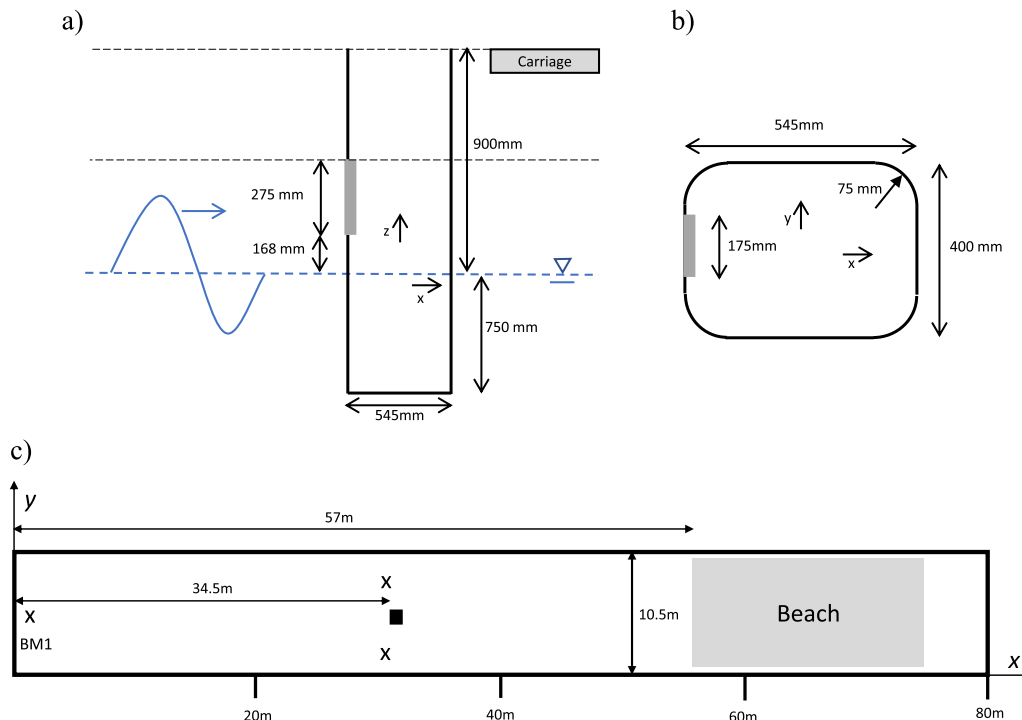 a)
Carriage
900mm
275 mm
168 mm
z
x
750 mm
545mm
b)
545mm
75 mm
y
175mm
x
400 mm
c)
y
57m
x
34.5m
x
BM1
x
10.5m
Beach
x
20m
40m
60m
80m